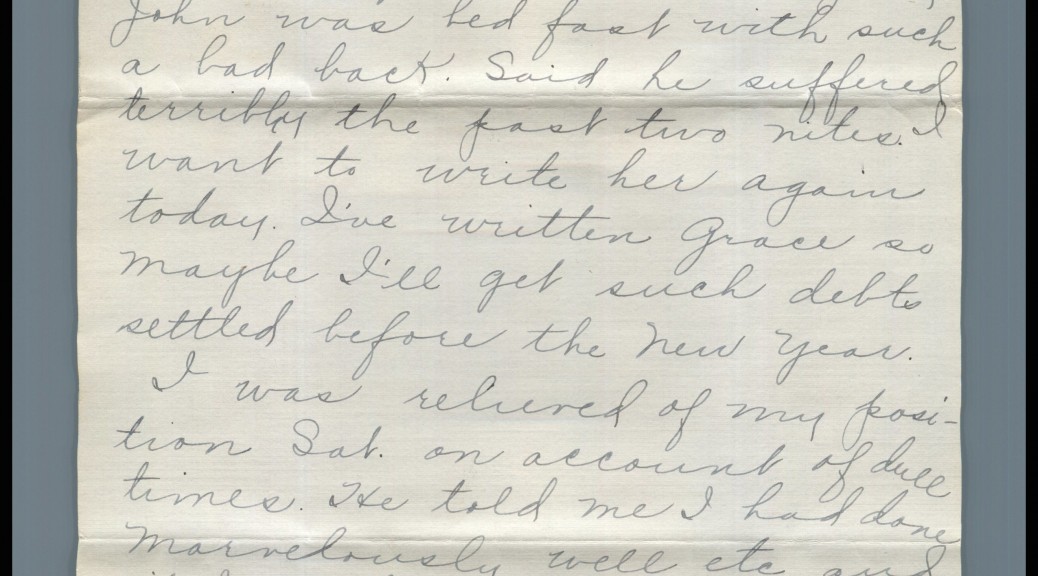 John was bed fast with such
a bad back. Said he suffered
terribly the past two nites. I
want to write her again
today. I've written Grace so
maybe I'll get such debts
settled before the New Year.
I was relieved of my posi-
tion Sat. on account of dull
times. He told me I had done
marvelously well etc and